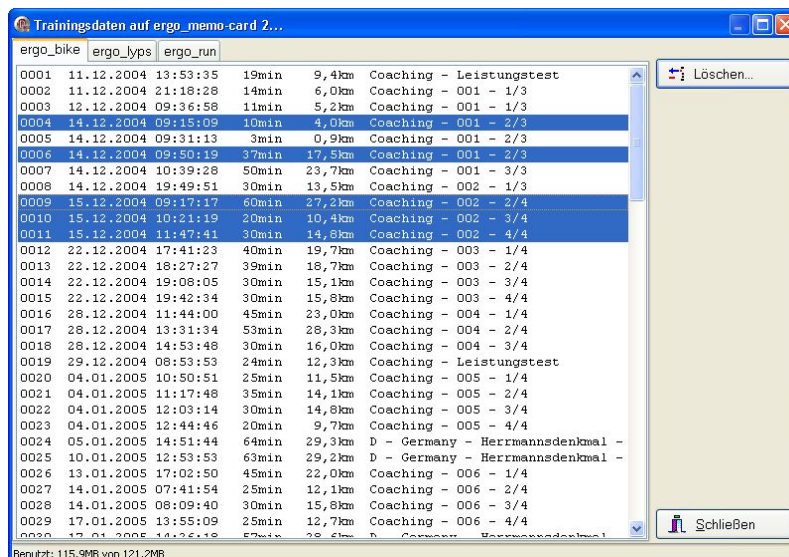 Trainingsdaten auf ergo_memo-card 2...
ergo_bike ergo_lyps ergo_run
0001 11.12.2004 13:53:35 19min 9,4km Coaching - Leistungstest
0002 11.12.2004 21:18:28 14min 6,0km Coaching - 001 - 1/3
0003 12.12.2004 09:36:58 11min 5,2km Coaching - 001 - 1/3
0004 14.12.2004 09:15:09 10min 4,0km Coaching - 001 - 2/3
0005 14.12.2004 09:31:13 3min 0,9km Coaching - 001 - 2/3
0006 14.12.2004 09:50:19 37min 17,5km Coaching - 001 - 2/3
0007 14.12.2004 10:39:28 50min 23,7km Coaching - 001 - 3/3
0008 14.12.2004 19:49:51 30min 13,5km Coaching - 002 - 1/3
0009 15.12.2004 09:17:17 60min 27,2km Coaching - 002 - 2/4
0010 15.12.2004 10:21:19 20min 10,4km Coaching - 002 - 3/4
0011 15.12.2004 11:47:41 30min 14,8km Coaching - 002 - 4/4
0012 22.12.2004 17:41:23 40min 19,7km Coaching - 003 - 1/4
0013 22.12.2004 18:27:27 39min 18,7km Coaching - 003 - 2/4
0014 22.12.2004 19:08:05 30min 15,1km Coaching - 003 - 3/4
0015 22.12.2004 19:42:34 30min 15,8km Coaching - 003 - 4/4
0016 28.12.2004 11:44:00 45min 23,0km Coaching - 004 - 1/4
0017 28.12.2004 13:31:34 53min 28,3km Coaching - 004 - 2/4
0018 28.12.2004 14:53:48 30min 16,0km Coaching - 004 - 3/4
0019 29.12.2004 08:53:53 24min 12,3km Coaching - Leistungstest
0020 04.01.2005 10:50:51 25min 11,5km Coaching - 005 - 1/4
0021 04.01.2005 11:17:48 35min 14,1km Coaching - 005 - 2/4
0022 04.01.2005 12:03:14 30min 14,8km Coaching - 005 - 3/4
0023 04.01.2005 12:44:46 20min 9,7km Coaching - 005 - 4/4
0024 05.01.2005 14:51:44 64min 29,3km D - Germany - Herrmannsdenkmal -
0025 10.01.2005 12:53:53 63min 29,2km D - Germany - Herrmannsdenkmal -
0026 13.01.2005 17:02:50 45min 22,0km Coaching - 006 - 1/4
0027 14.01.2005 07:41:54 25min 12,1km Coaching - 006 - 2/4
0028 14.01.2005 08:09:40 30min 15,8km Coaching - 006 - 3/4
0029 17.01.2005 13:55:09 25min 12,7km Coaching - 006 - 4/4
0030 17.01.2005 14:26:18 57min 28,6km D - Germany - Herrmannsdenkmal -
Löschen...
Schließen
Benutzt: 115,9MB von 121,2MB